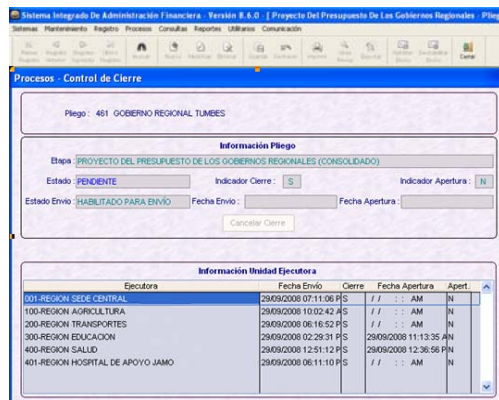 Sistema Integrado De Administración Financiera - Versión 8.6.0 - [ Proyecto Del Presupuesto De Los Gobiernos Regionales - Plieg
Sistemas Mantenimiento Registro Procesos Consultas Reportes Utilitarios Comunicación
Cerrar
Procesos - Control de Cierre
Pliego : 461 GOBIERNO REGIONAL TUMBES
Información Pliego
Etapa : PROYECTO DEL PRESUPUESTO DE LOS GOBIERNOS REGIONALES (CONSOLIDADO)
Estado : PENDIENTE Indicador Cierre : S Indicador Apertura : N
Estado Envio : HABILITADO PARA ENVÍO Fecha Envio : Fecha Apertura :
Cancelar Cierre
Información Unidad Ejecutora
Ejecutora Fecha Envío Cierre Fecha Apertura Apert.
001-REGION SEDE CENTRAL 29/09/2008 07:11:06 P S / / : : AM N
100-REGION AGRICULTURA 29/09/2008 10:02:42 A S / / : : AM N
200-REGION TRANSPORTES 29/09/2008 06:16:52 P S / / : : AM N
300-REGION EDUCACION 29/09/2008 02:29:31 P S 29/09/2008 11:13:35 A N
400-REGION SALUD 29/09/2008 12:51:12 P S 29/09/2008 12:36:56 P N
401-REGION HOSPITAL DE APOYO JAMO 29/09/2008 06:11:10 P S / / : : AM N